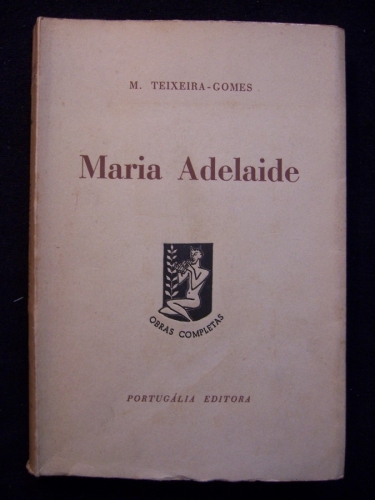 M. TEIXEIRA-GOMES
Maria Adelaide
OBRAS COMPLETAS
PORTUGÁLIA EDITORA